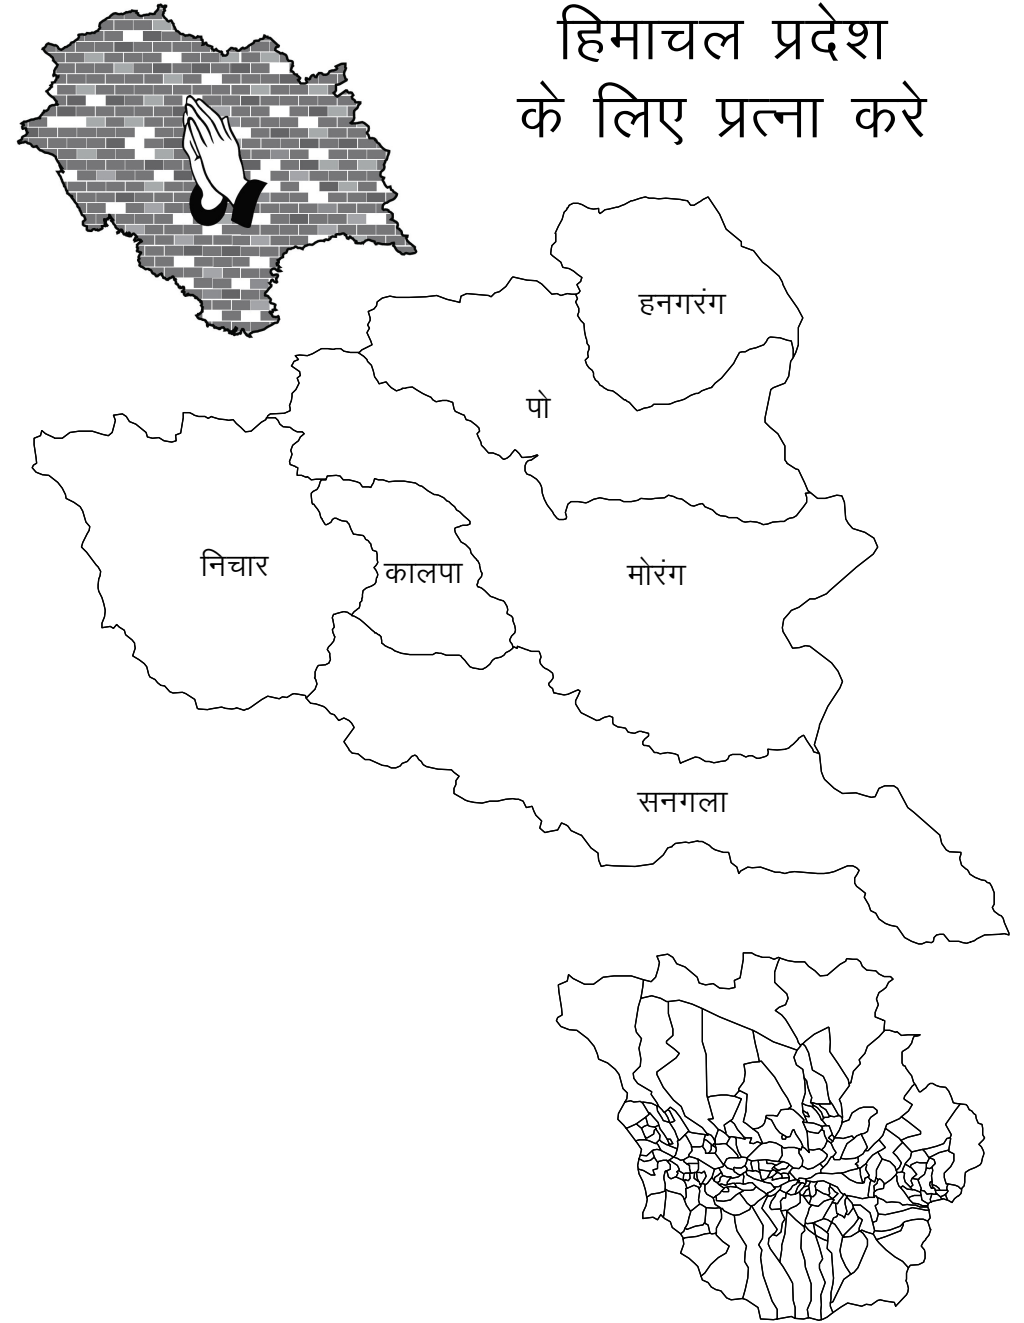 हिमाचल प्रदेश
के लिए प्रत्ना करे
हनगरंग
पो
निचार
कालपा
मोरंग
सनगला